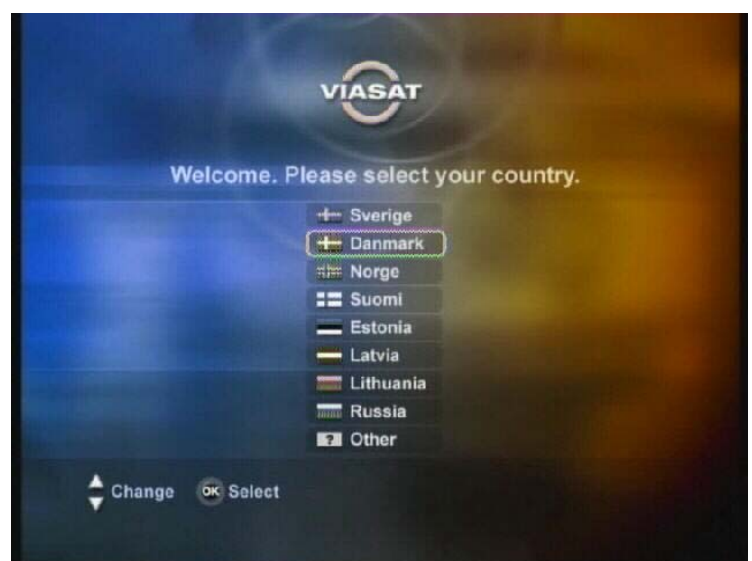 VIASAT
Welcome. Please select your country.
Sverige
Danmark
Norge
Suomi
Estonia
Latvia
Lithuania
Russia
? Other
Change OK Select